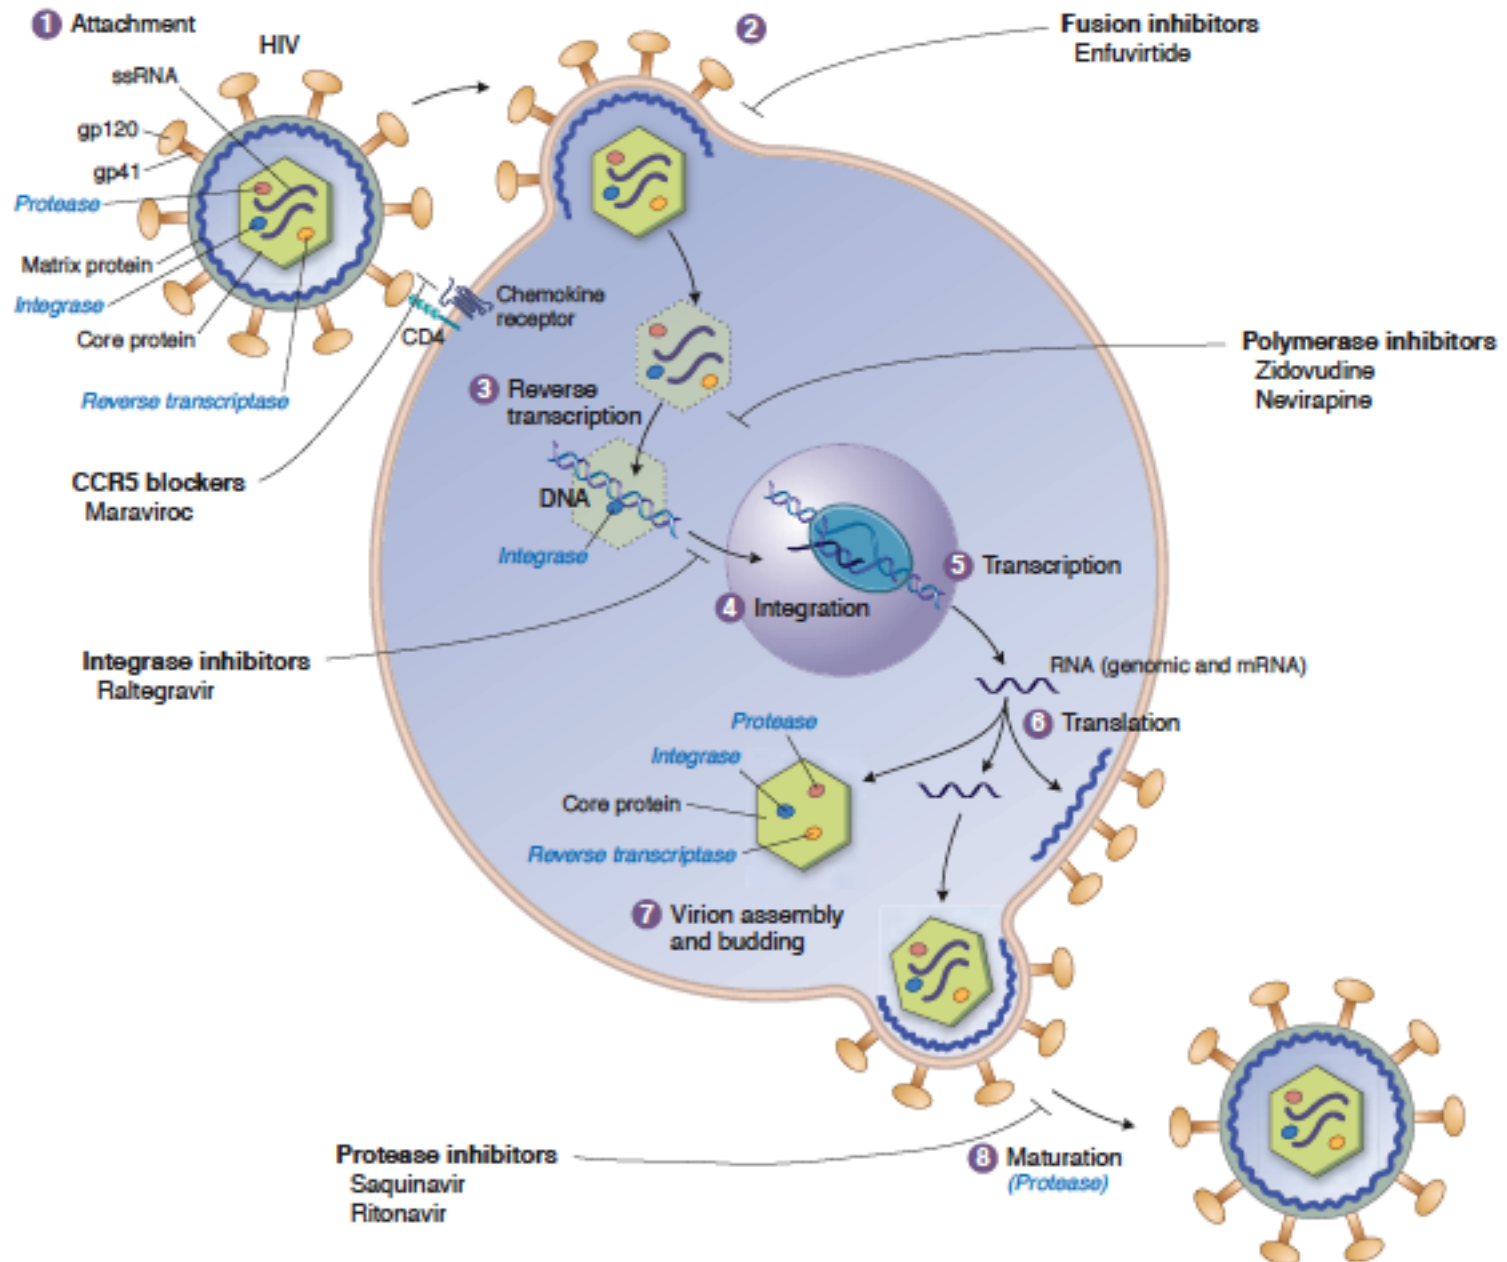 1 Attachment
HIV
ssRNA
gp120
gp41
Protease
Matrix protein
Integrase
Core protein
Reverse transcriptase
CD4
Chemokine
receptor
CCR5 blockers
Maraviroc
2
Fusion inhibitors
Enfuvirtide
3 Reverse
transcription
Polymerase inhibitors
Zidovudine
Nevirapine
DNA
Integrase
4 Integration
Integrase inhibitors
Raltegravir
5 Transcription
RNA (genomic and mRNA)
6 Translation
Protease
Integrase
Core protein
Reverse transcriptase
7 Virion assembly
and budding
8 Maturation
(Protease)
Protease inhibitors
Saquinavir
Ritonavir